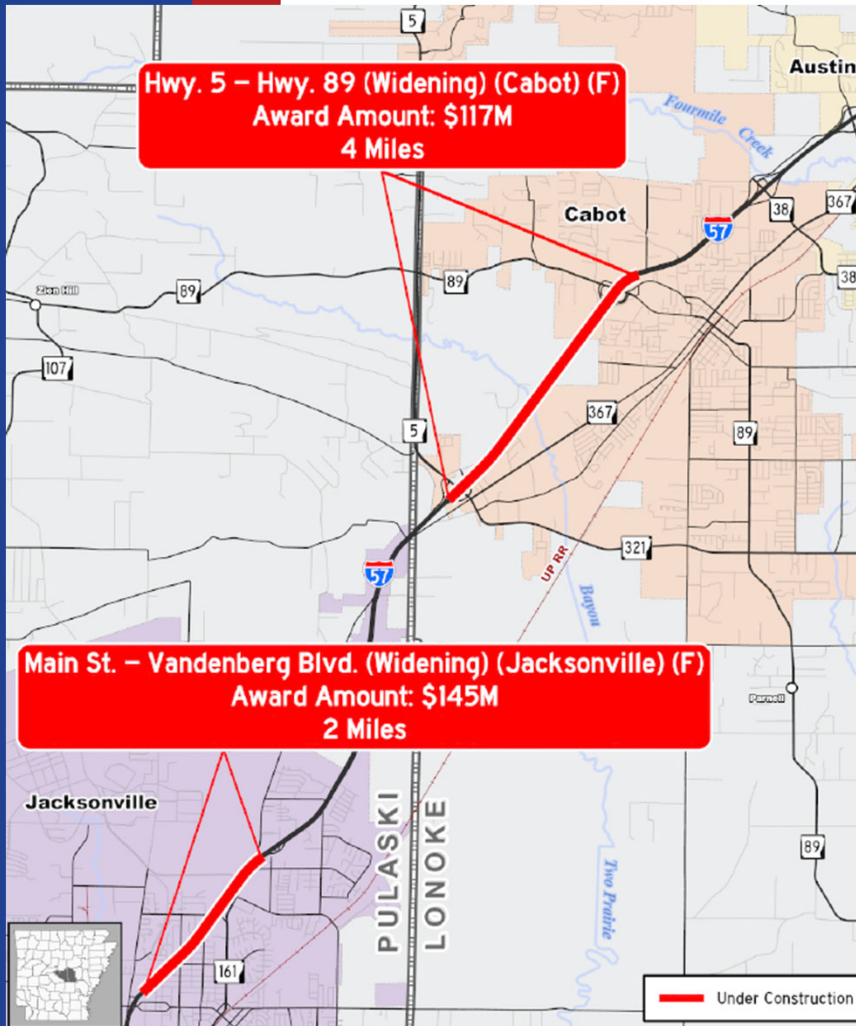 5
Austin
Hwy. 5 – Hwy. 89 (Widening) (Cabot) (F)
Award Amount: $117M
4 Miles
Fourmile
Creek
38
367
Cabot
57
38
89
89
Zion Hill
107
367
5
89
321
UP RR
57
Bayou
Main St. – Vandenberg Blvd. (Widening) (Jacksonville) (F)
Award Amount: $145M
2 Miles
Parnell
Jacksonville
PULASKI
LONOKE
89
Two Prairie
161
Under Construction